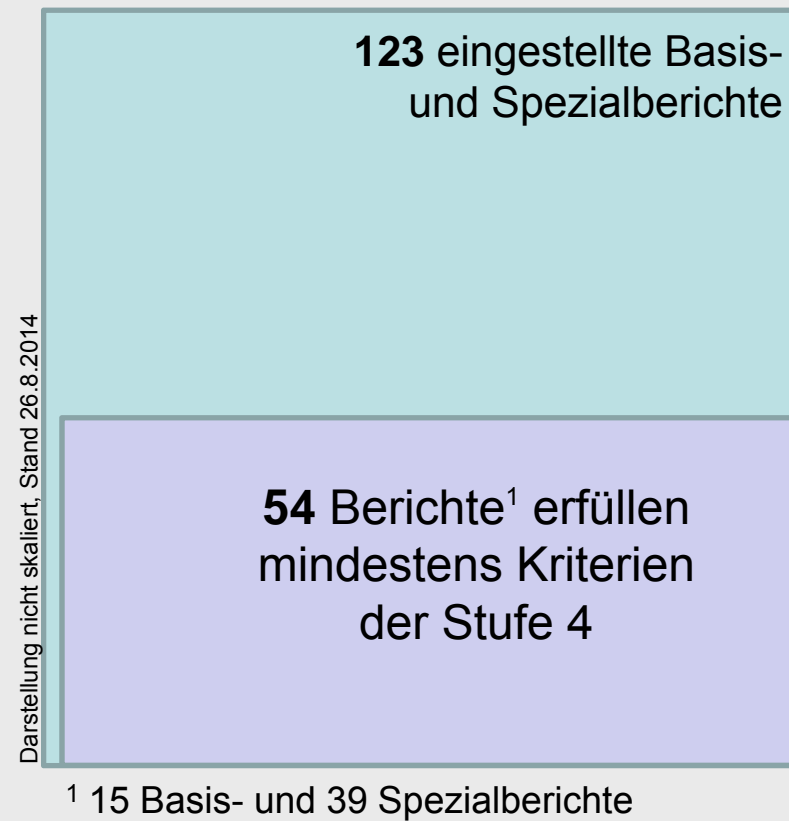 123 eingestellte Basis-
und Spezialberichte
54 Berichte¹ erfüllen
mindestens Kriterien
der Stufe 4
Darstellung nicht skaliert, Stand 26.8.2014
¹ 15 Basis- und 39 Spezialberichte